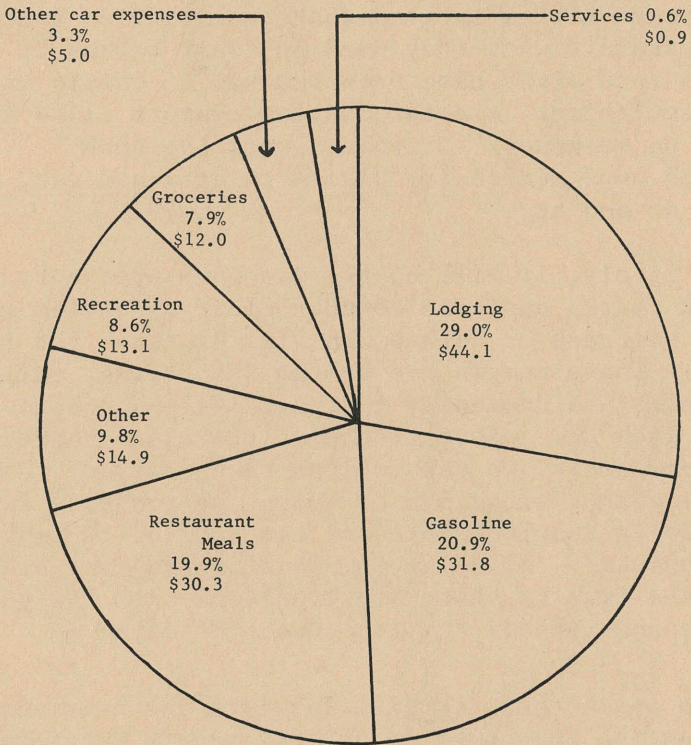 Other car expenses
3.3%
$5.0
Services 0.6%
$0.9
Groceries
7.9%
$12.0
Recreation
8.6%
$13.1
Lodging
29.0%
$44.1
Other
9.8%
$14.9
Restaurant
Meals
19.9%
$30.3
Gasoline
20.9%
$31.8